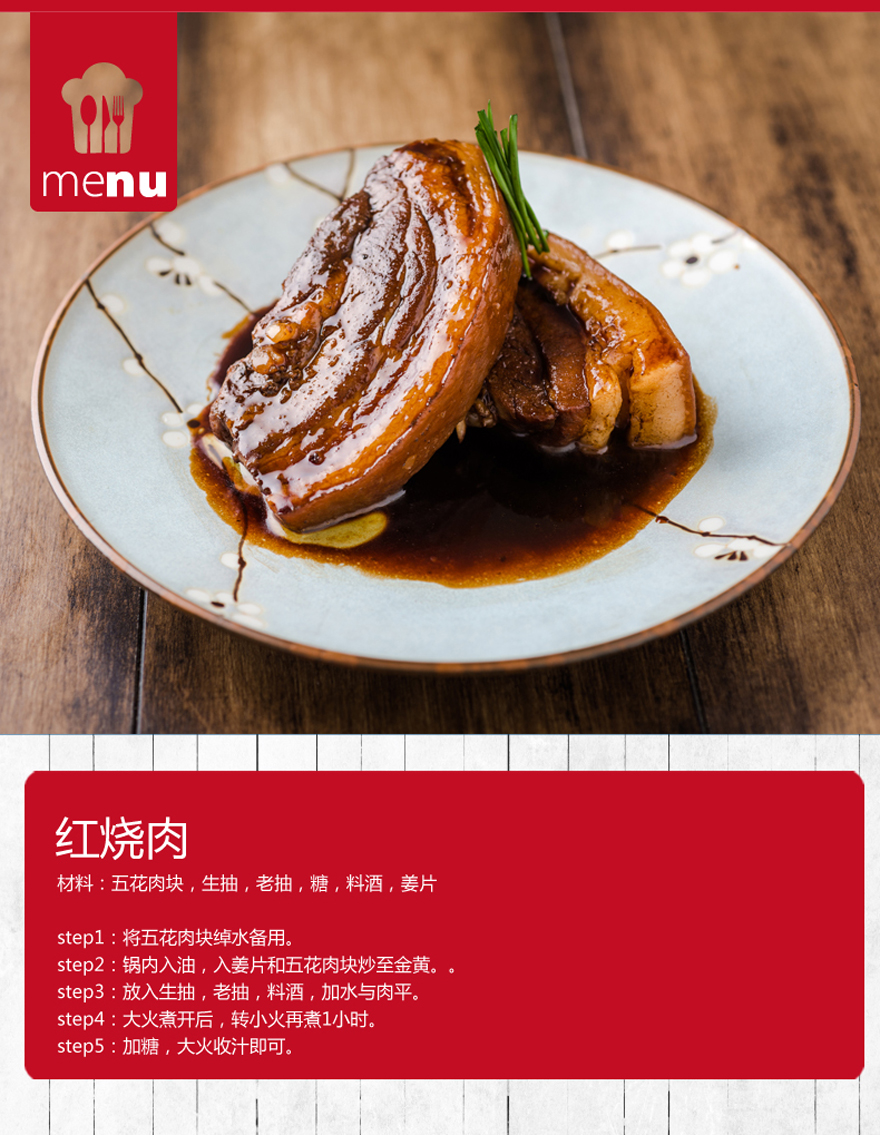 menu
红烧肉
材料：五花肉块，生抽，老抽，糖，料酒，姜片
step1：将五花肉块绰水备用。
step2：锅内入油，入姜片和五花肉块炒至金黄。。
step3：放入生抽，老抽，料酒，加水与肉平。
step4：大火煮开后，转小火再煮1小时。
step5：加糖，大火收汁即可。